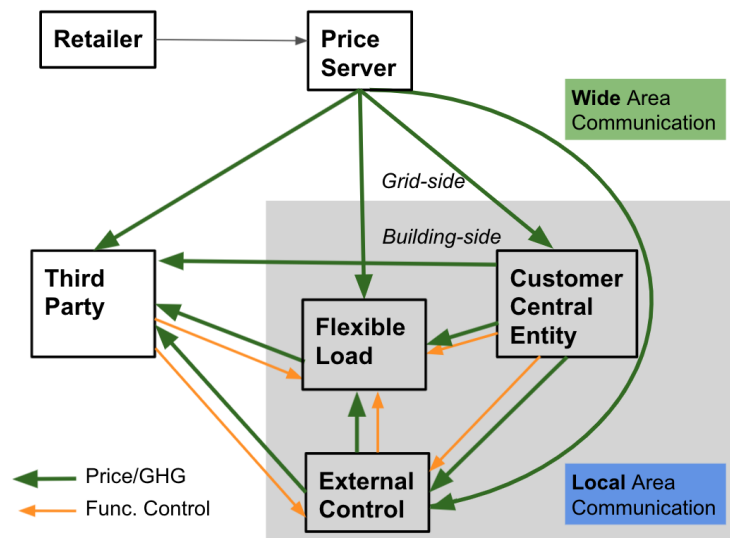 Retailer
Price
Server
Wide Area
Communication
Grid-side
Building-side
Third
Party
Customer
Central
Entity
Flexible
Load
External
Control
Price/GHG
Func. Control
Local Area
Communication